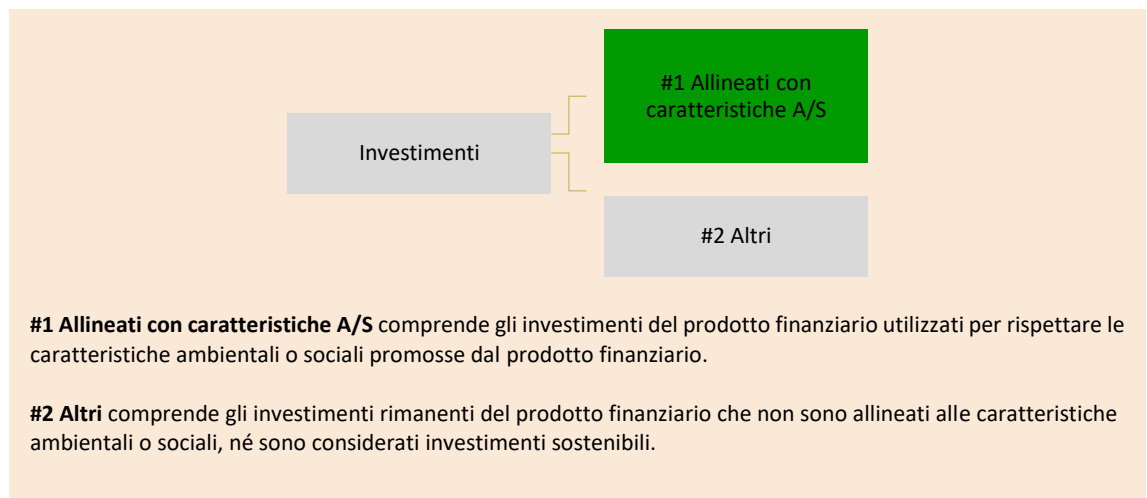 #1 Allineati con
caratteristiche A/S
Investimenti
#2 Altri
#1 Allineati con caratteristiche A/S comprende gli investimenti del prodotto finanziario utilizzati per rispettare le
caratteristiche ambientali o sociali promosse dal prodotto finanziario.
#2 Altri comprende gli investimenti rimanenti del prodotto finanziario che non sono allineati alle caratteristiche
ambientali o sociali, né sono considerati investimenti sostenibili.